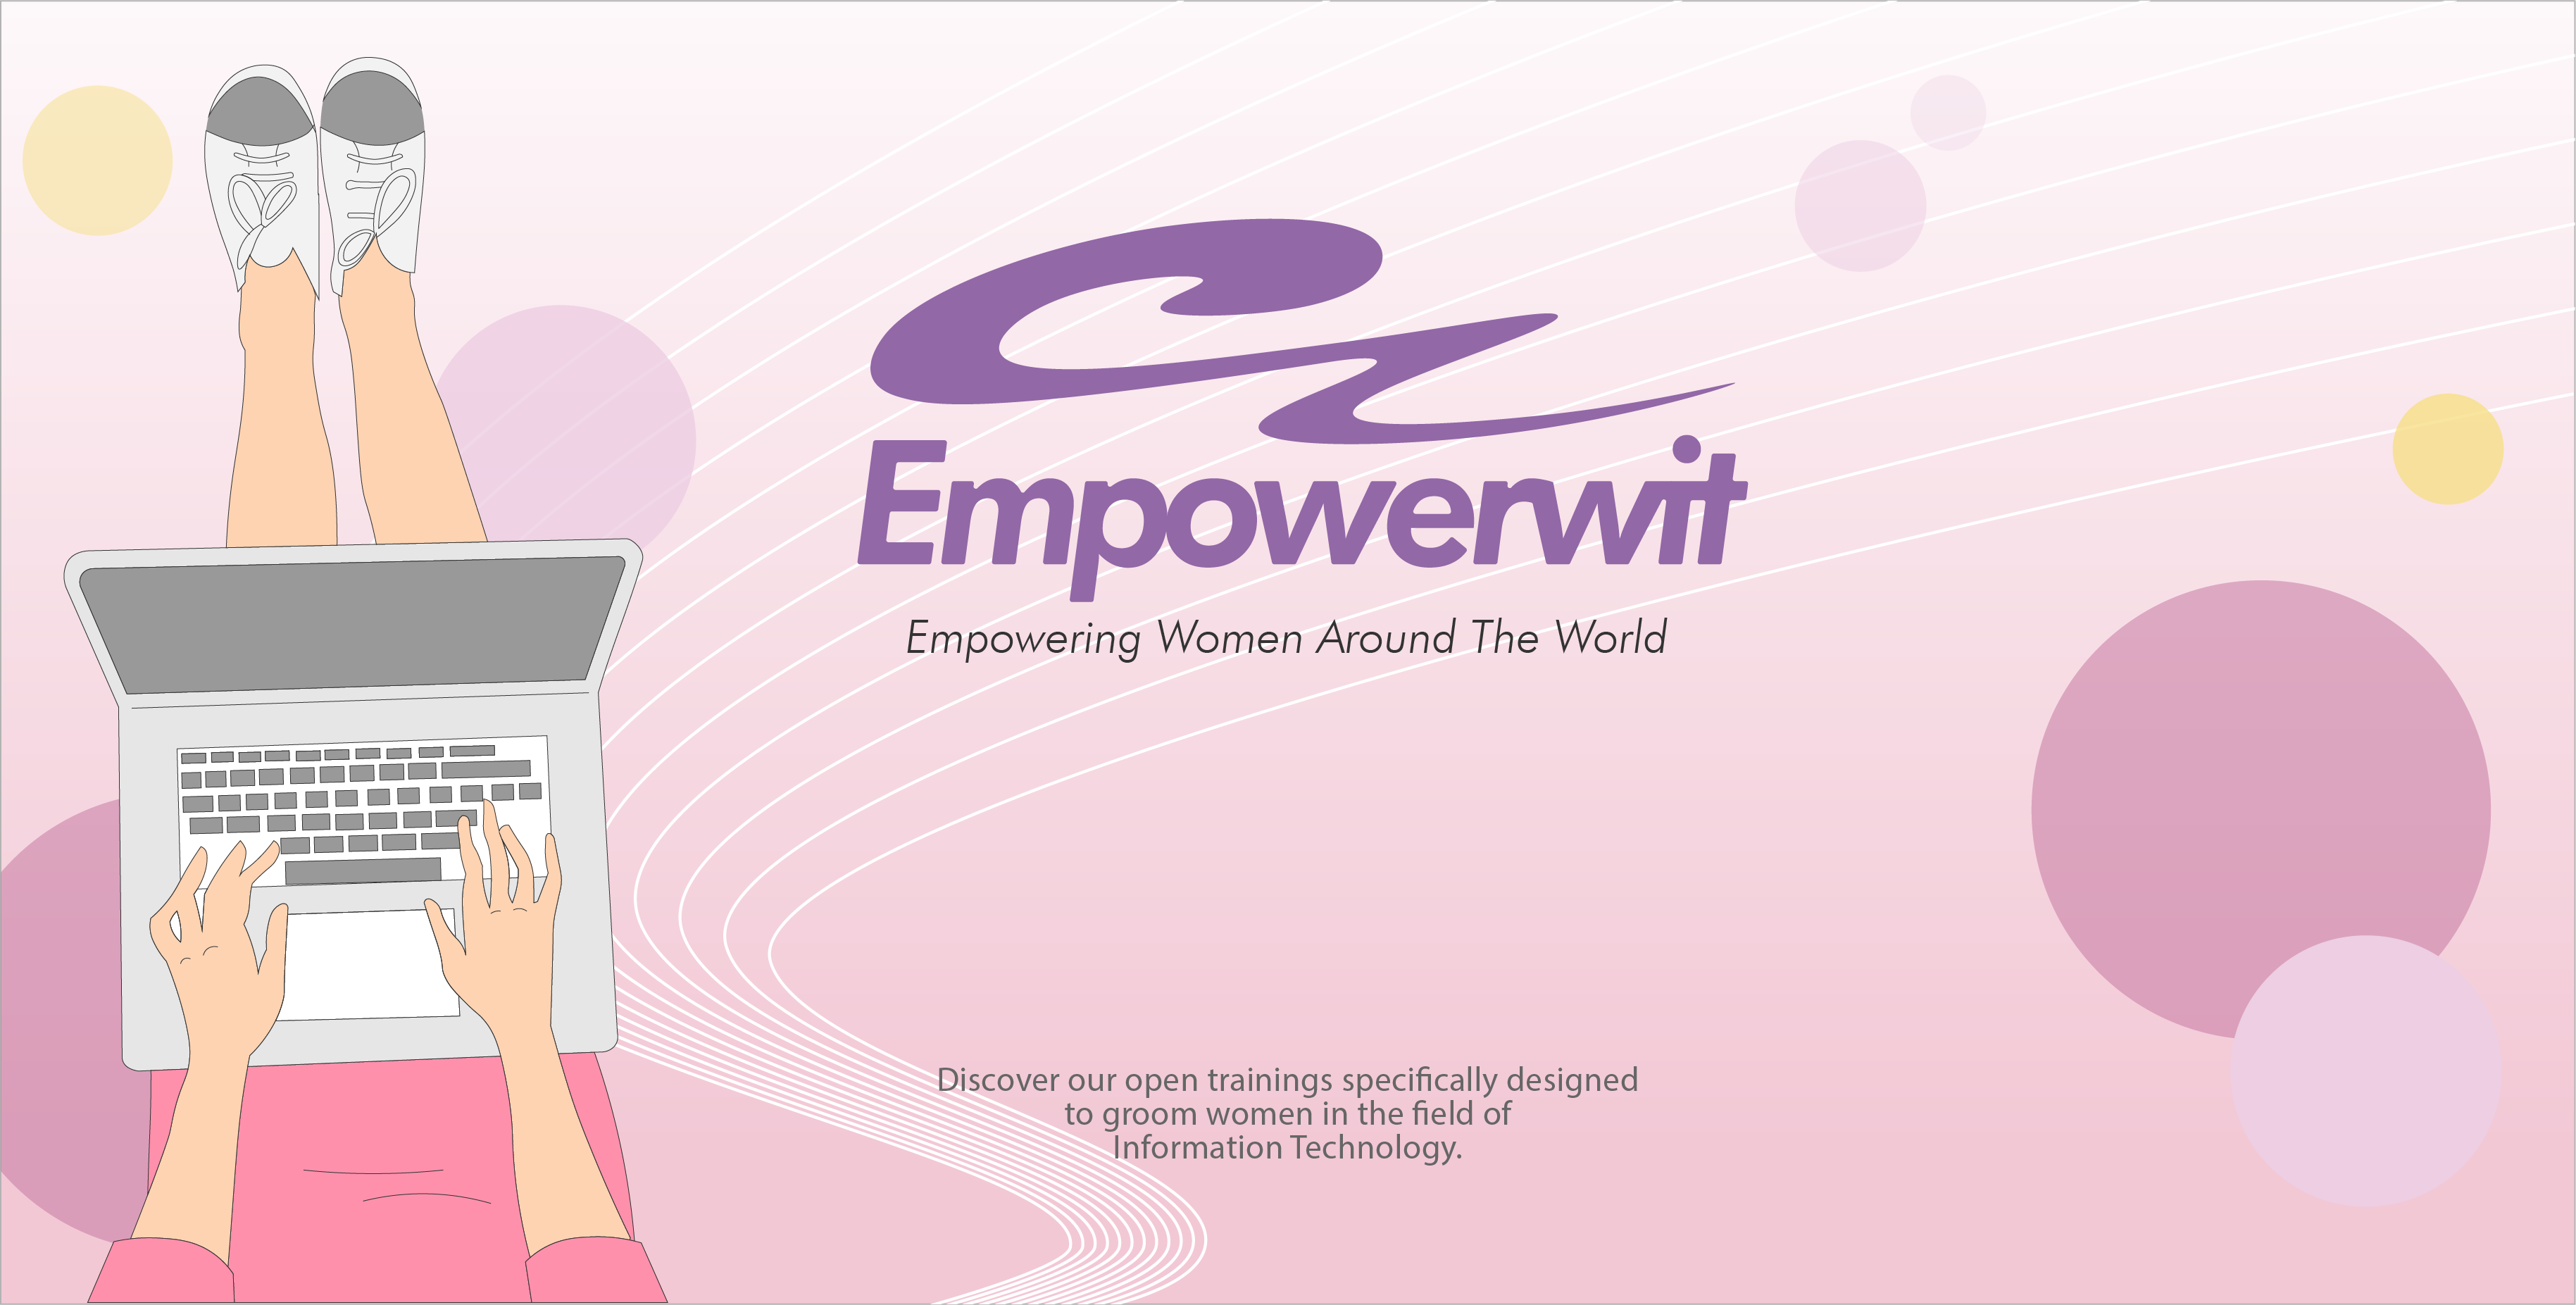 Empowerwit
Empowering Women Around The World
Discover our open trainings specifically designed
to groom women in the field of
Information Technology.